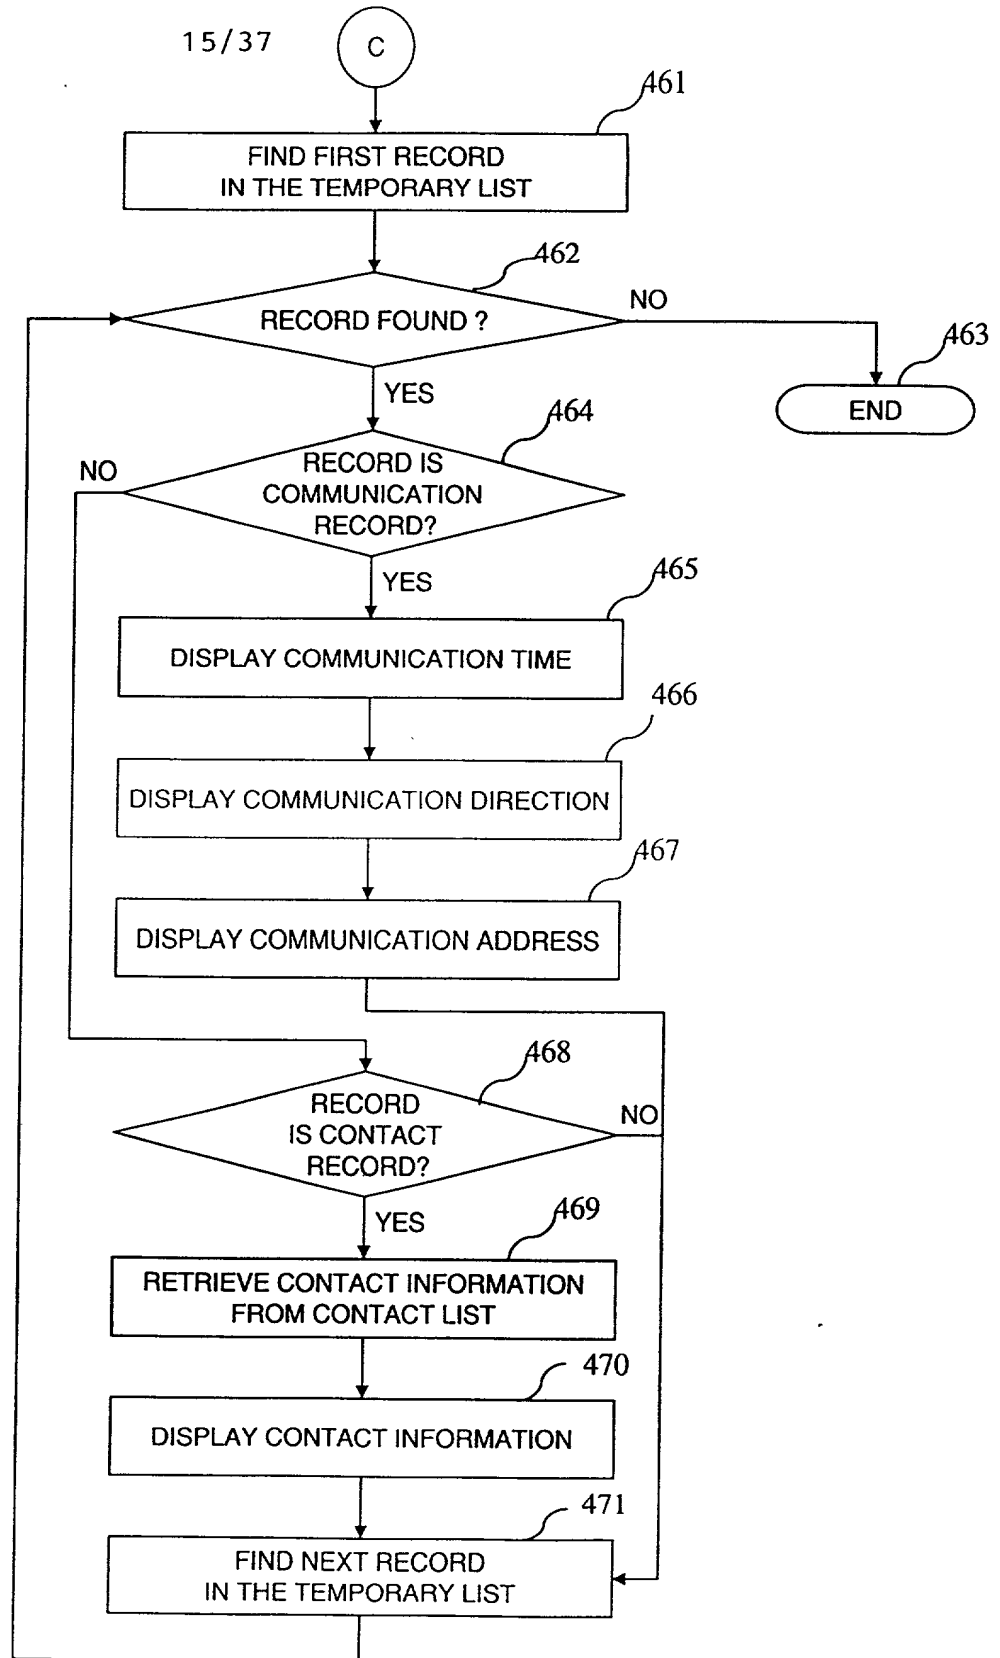 15/37
C
461
FIND FIRST RECORD
IN THE TEMPORARY LIST
462
RECORD FOUND ?
NO
463
END
YES
464
NO
RECORD IS
COMMUNICATION
RECORD?
YES
465
DISPLAY COMMUNICATION TIME
466
DISPLAY COMMUNICATION DIRECTION
467
DISPLAY COMMUNICATION ADDRESS
468
RECORD
IS CONTACT
RECORD?
NO
YES
469
RETRIEVE CONTACT INFORMATION
FROM CONTACT LIST
470
DISPLAY CONTACT INFORMATION
471
FIND NEXT RECORD
IN THE TEMPORARY LIST